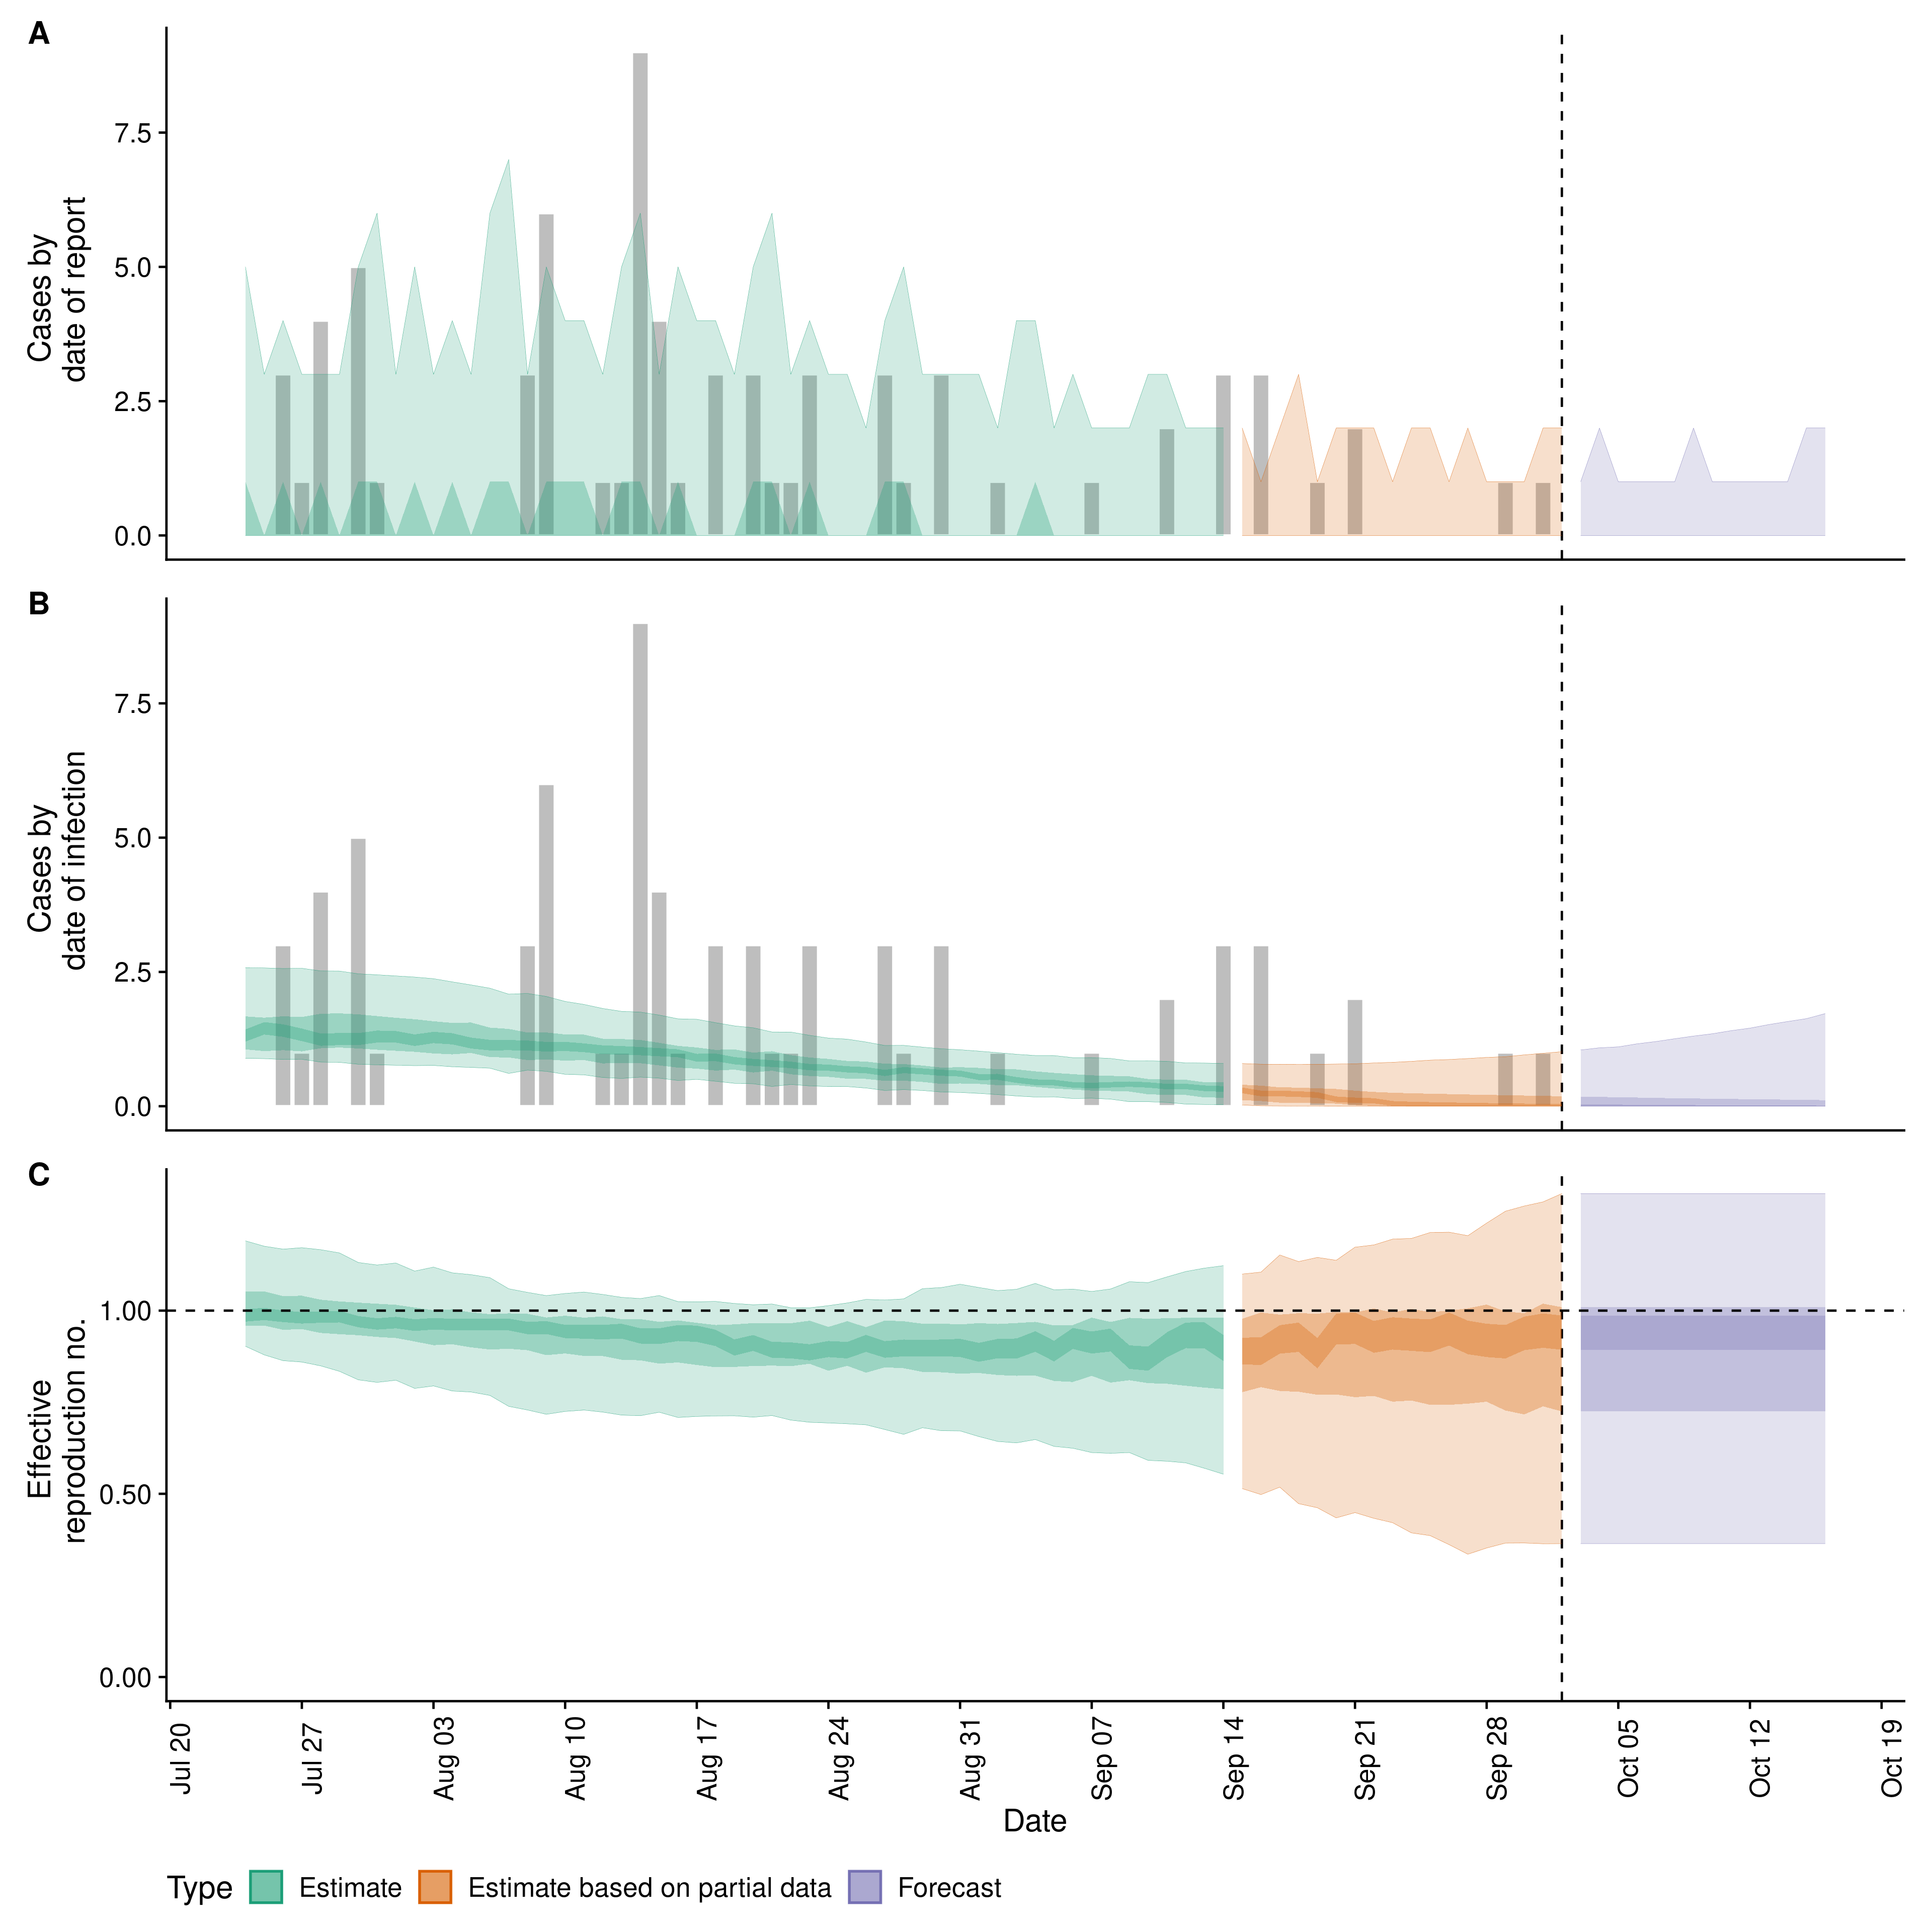 A
Cases by
date of report
7.5
5.0
2.5
0.0
B
Cases by
date of infection
7.5
5.0
2.5
0.0
C
Effective
reproduction no.
1.00
0.50
0.00
Jul 20
Jul 27
Aug 03
Aug 10
Aug 17
Aug 24
Aug 31
Sep 07
Sep 14
Sep 21
Sep 28
Oct 05
Oct 12
Oct 19
Date
Type Estimate Estimate based on partial data Forecast